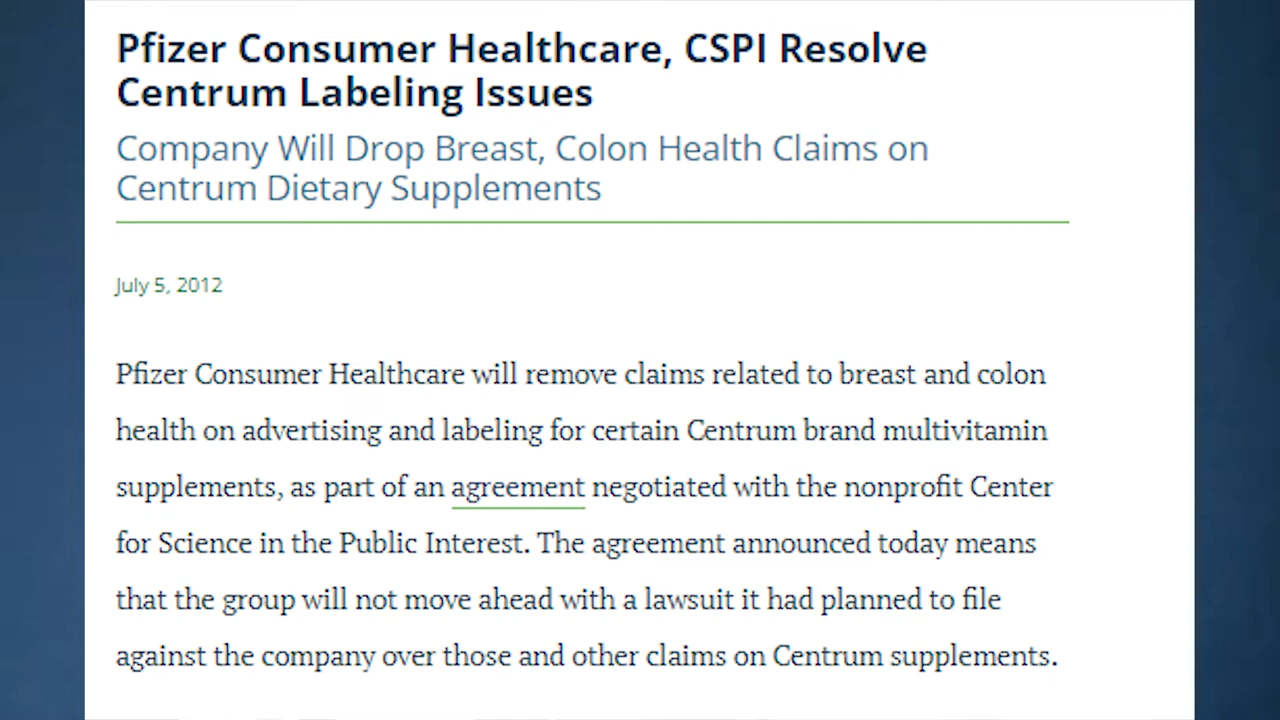 Pfizer Consumer Healthcare, CSPI Resolve
Centrum Labeling Issues
Company Will Drop Breast, Colon Health Claims on
Centrum Dietary Supplements
July 5, 2012
Pfizer Consumer Healthcare will remove claims related to breast and colon
health on advertising and labeling for certain Centrum brand multivitamin
supplements, as part of an agreement negotiated with the nonprofit Center
for Science in the Public Interest. The agreement announced today means
that the group will not move ahead with a lawsuit it had planned to file
against the company over those and other claims on Centrum supplements.